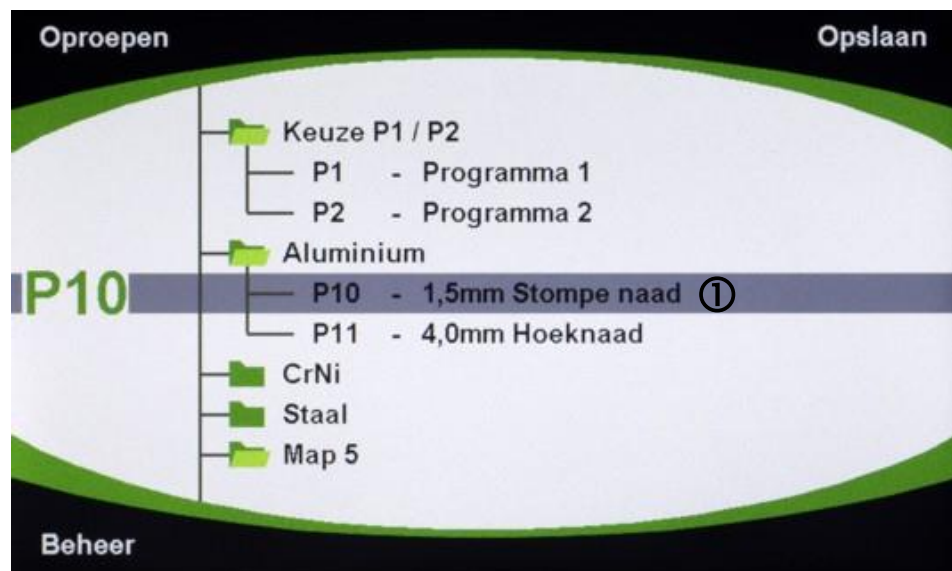 Oproepen Opslaan
Keuze P1 / P2
P1 - Programma 1
P2 - Programma 2
Aluminium
P10 P10 - 1,5mm Stompe naad ①
P11 - 4,0mm Hoeknaad
CrNi
Staal
Map 5
Beheer